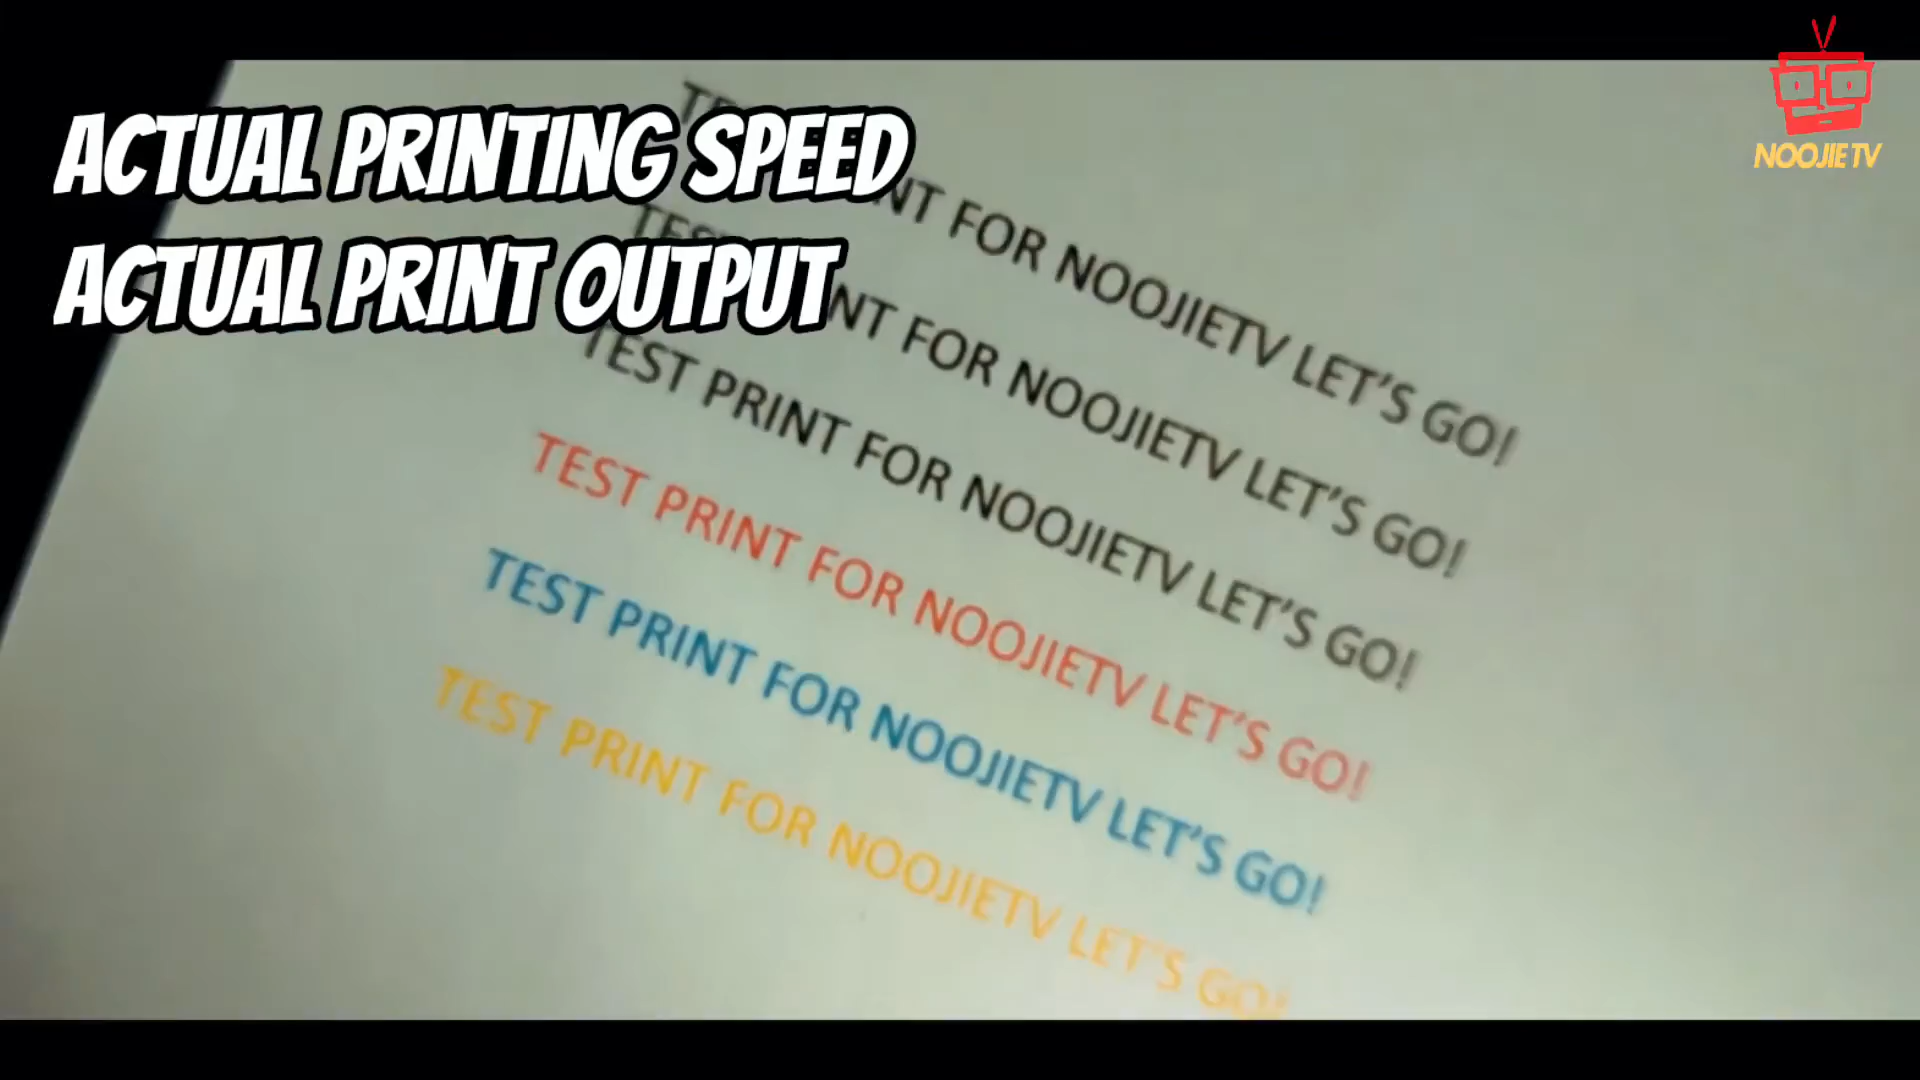 ACTUAL PRINTING SPEED
ACTUAL PRINT OUTPUT
NOOJIE TV
NT FOR NOOJIETV LET'S GO!
TES NT FOR NOOJIETV LET'S GO!
TEST PRINT FOR NOOJIETV LET'S GO!
TEST PRINT FOR NOOJIETV LET'S GO!
TEST PRINT FOR NOOJIETV LET'S GO!
TEST PRINT FOR NOOJIETV LET'S GO!